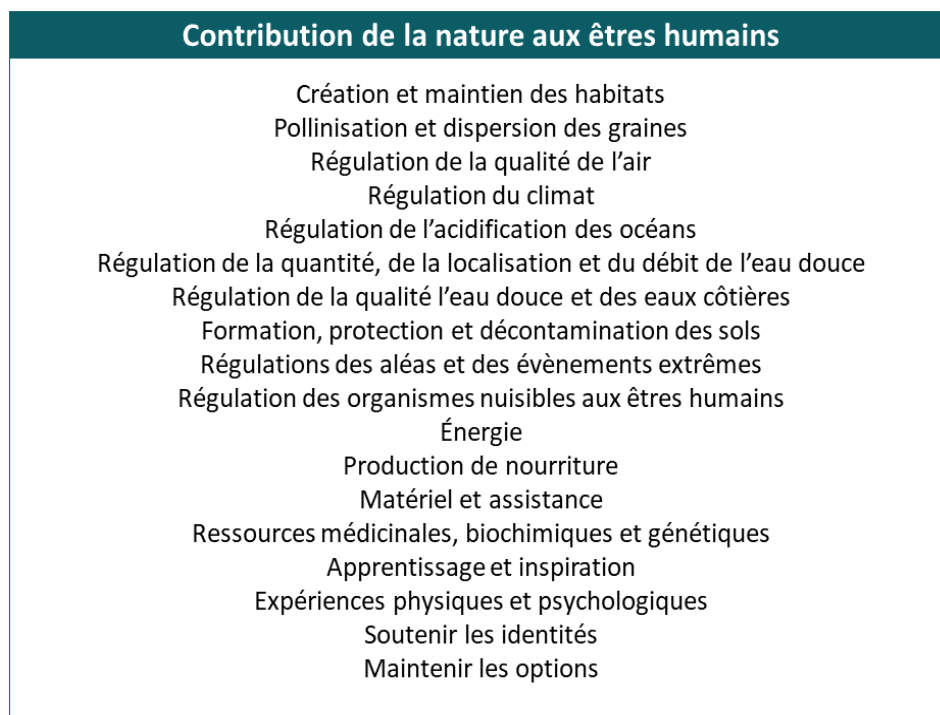 Contribution de la nature aux êtres humains
Création et maintien des habitats
Pollinisation et dispersion des graines
Régulation de la qualité de l’air
Régulation du climat
Régulation de l’acidification des océans
Régulation de la quantité, de la localisation et du débit de l’eau douce
Régulation de la qualité l’eau douce et des eaux côtières
Formation, protection et décontamination des sols
Régulations des aléas et des évènements extrêmes
Régulation des organismes nuisibles aux êtres humains
Énergie
Production de nourriture
Matériel et assistance
Ressources médicinales, biochimiques et génétiques
Apprentissage et inspiration
Expériences physiques et psychologiques
Soutenir les identités
Maintenir les options